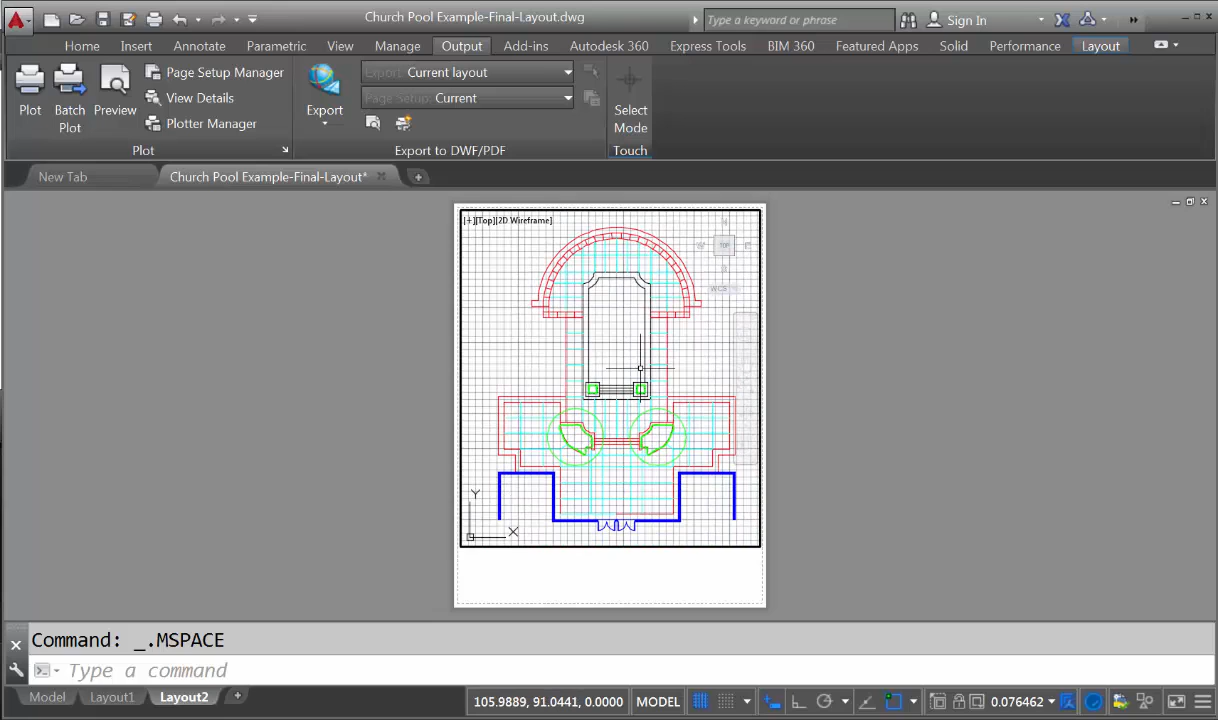 Church Pool Example-Final-Layout.dwg
Type a keyword or phrase
Sign In
Home Insert Annotate Parametric View Manage Output Add-ins Autodesk 360 Express Tools BIM 360 Featured Apps Solid Performance Layout
Plot
Batch Plot
Preview
Page Setup Manager
View Details
Plotter Manager
Export
Export: Current layout
Page Setup: Current
Select Mode
Plot
Export to DWF/PDF
Touch
New Tab
Church Pool Example-Final-Layout*
[+][Top][2D Wireframe]
TOP
WCS
Y
X
Command: _.MSPACE
Type a command
Model Layout1 Layout2
105.9889, 91.0441, 0.0000 MODEL 0.076462